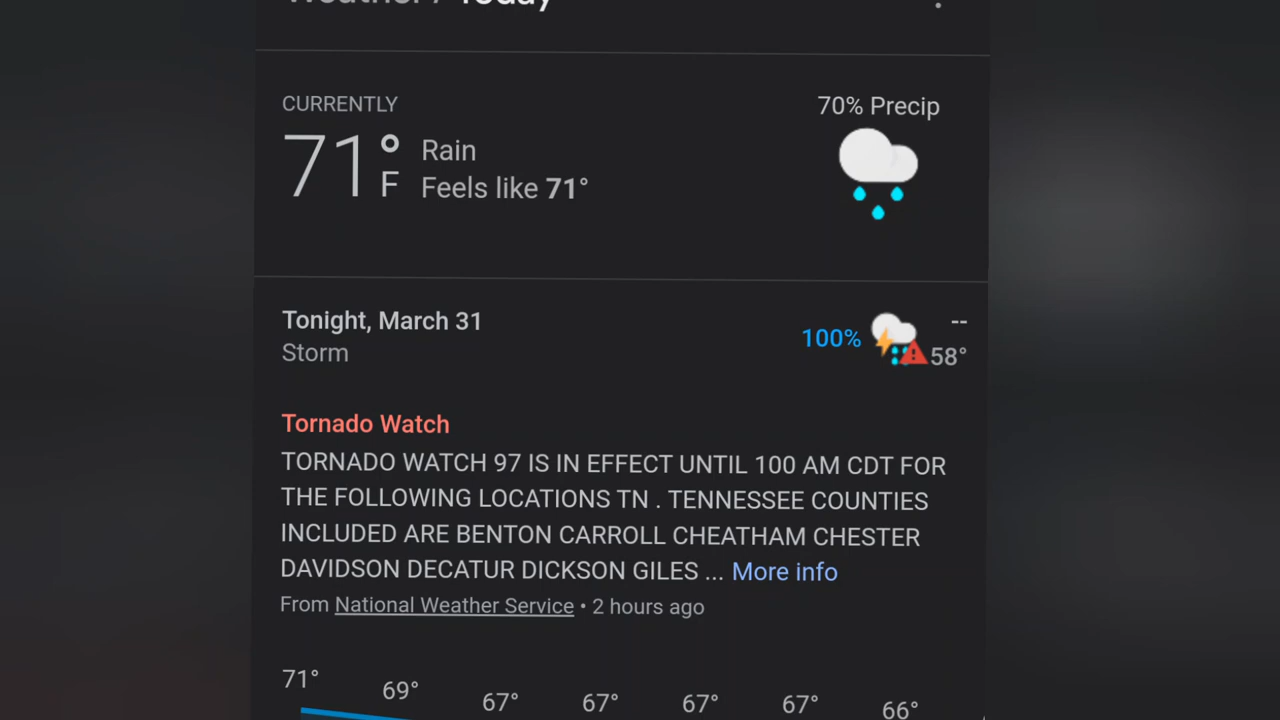 Weather / Today
CURRENTLY
71°F
Rain
Feels like 71°
70% Precip
Tonight, March 31
Storm
100%
--
58°
Tornado Watch
TORNADO WATCH 97 IS IN EFFECT UNTIL 100 AM CDT FOR
THE FOLLOWING LOCATIONS TN . TENNESSEE COUNTIES
INCLUDED ARE BENTON CARROLL CHEATHAM CHESTER
DAVIDSON DECATUR DICKSON GILES ... More info
From National Weather Service • 2 hours ago
71° 69° 67° 67° 67° 67° 66°